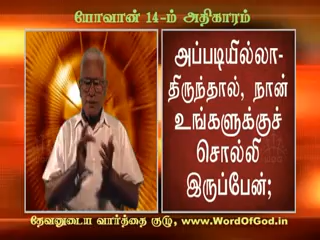 யோவான் 14-ம் அதிகாரம்
அப்படியில்லா-
திருந்தால், நான்
உங்களுக்குச்
சொல்லி
இருப்பேன்;
தேவனுடைய வார்த்தை குழு, www.WordOfGod.in